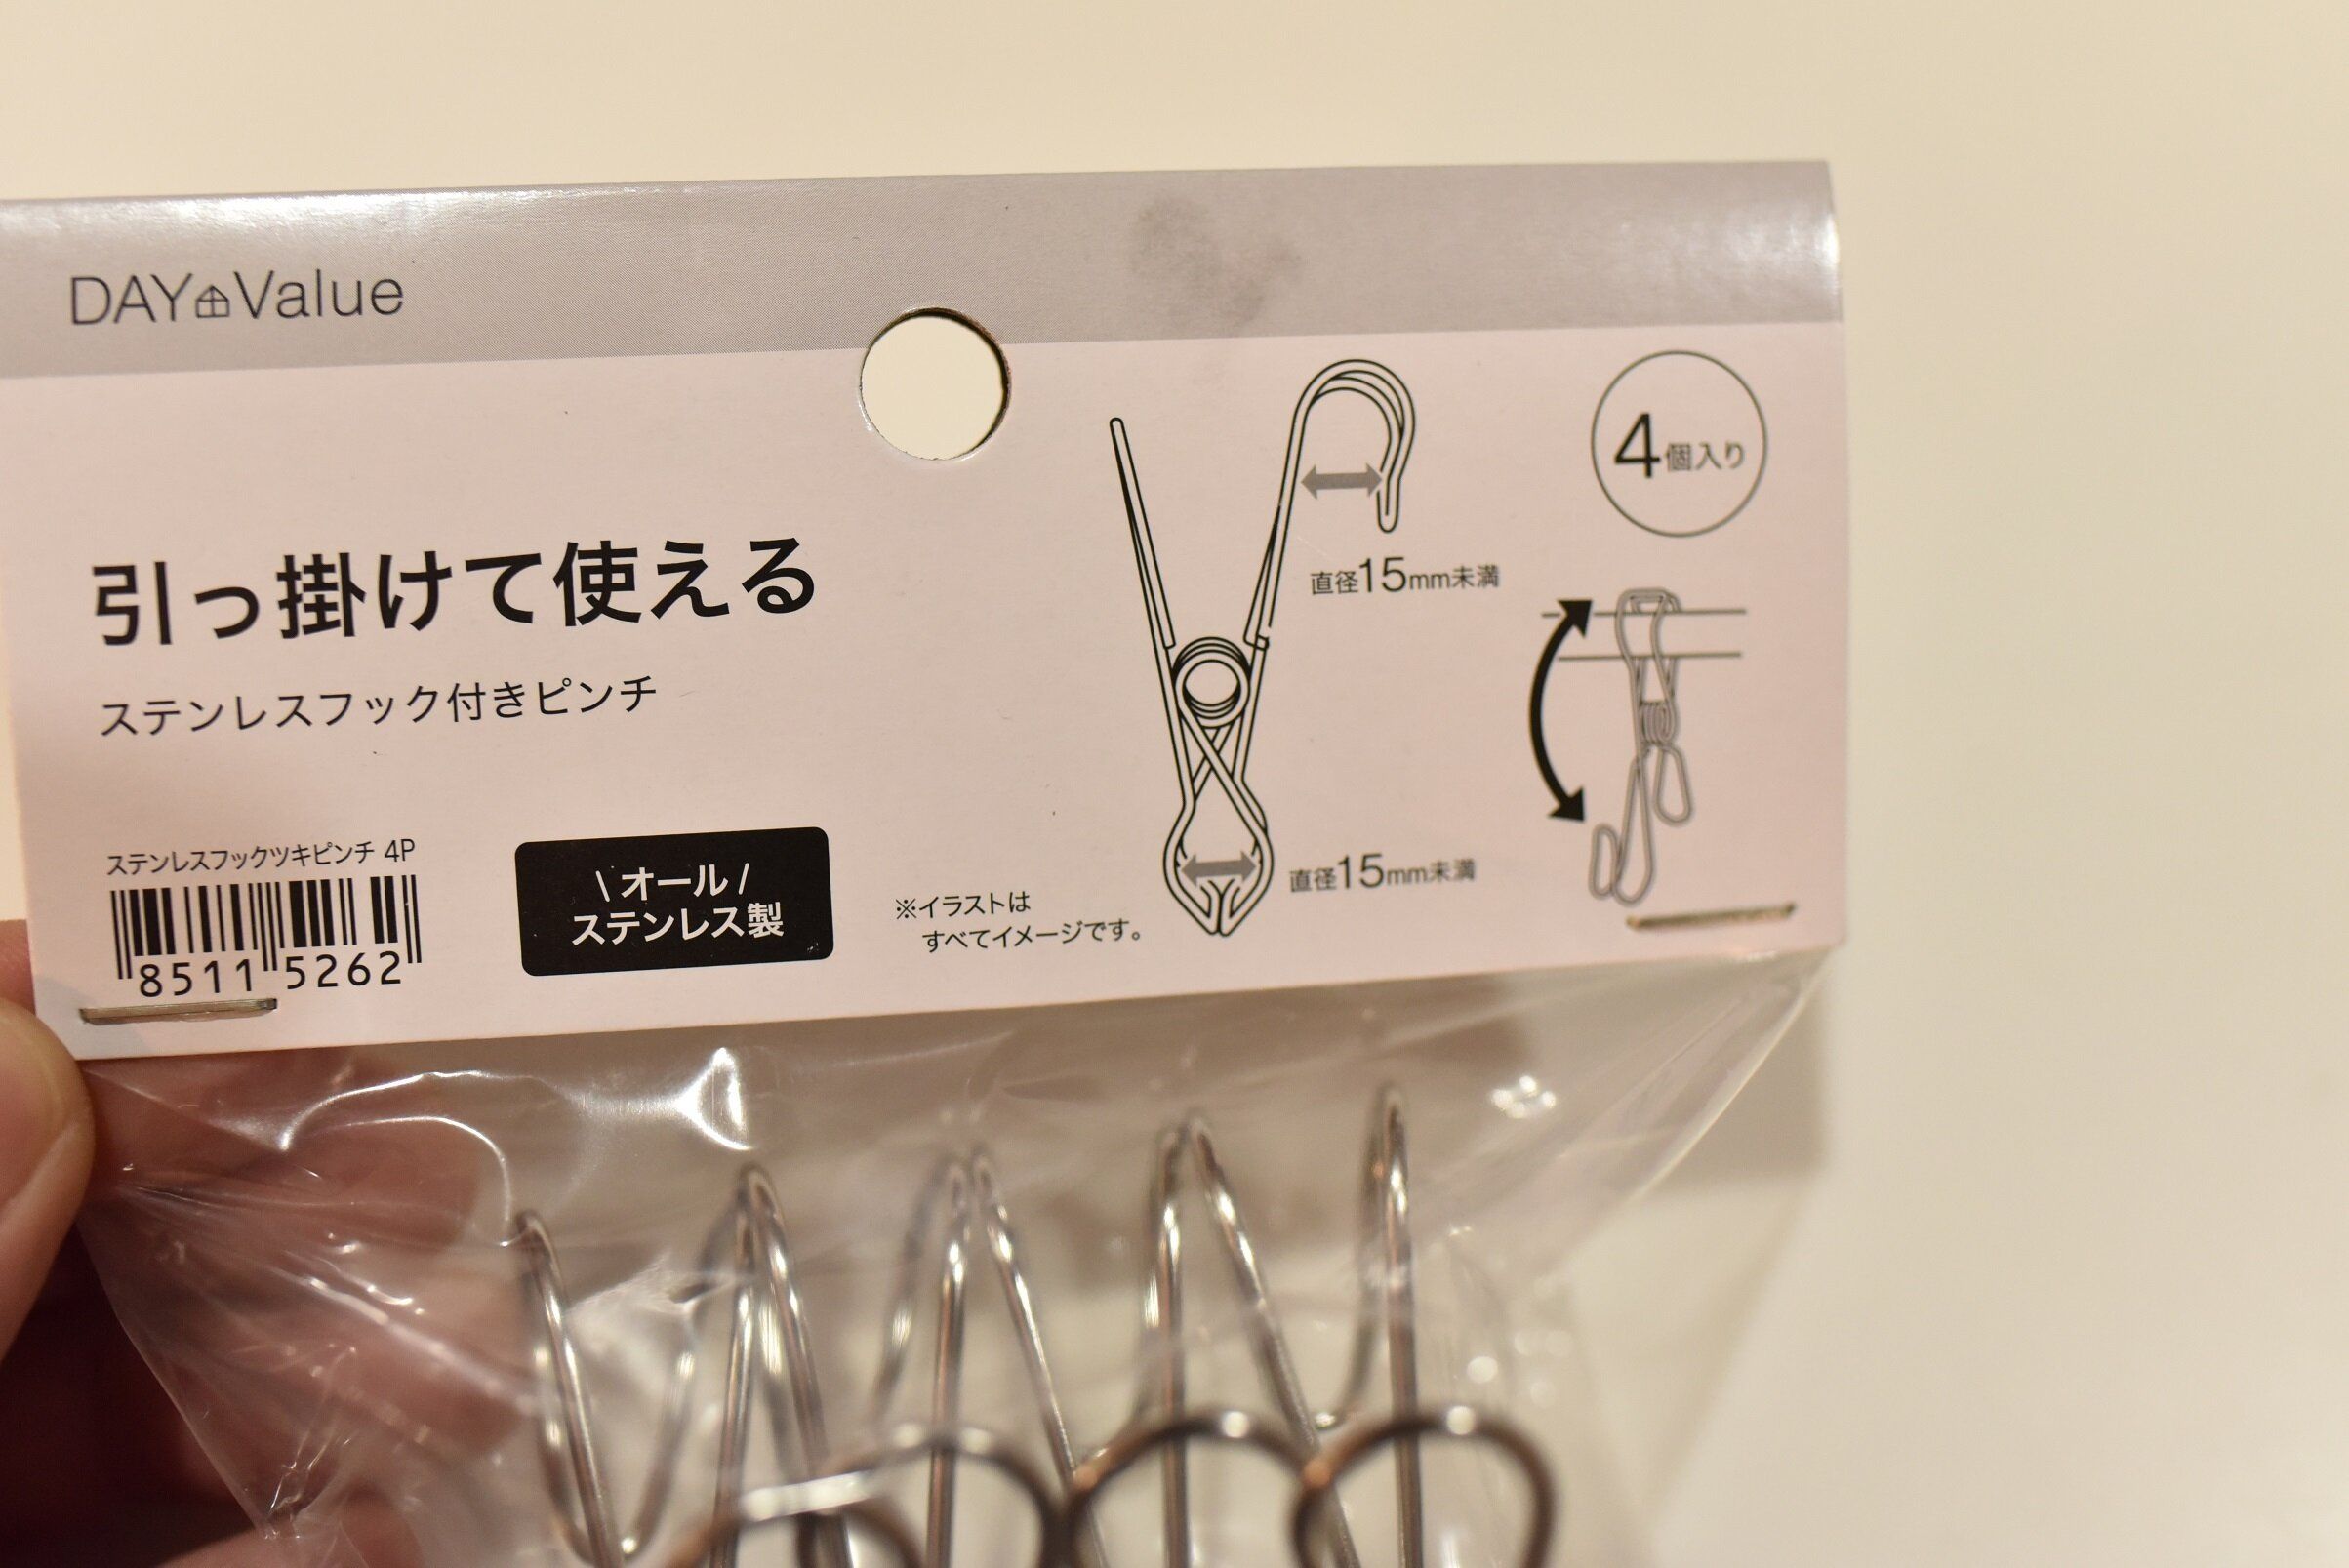 DAY Value
4個入り
引っ掛けて使える
ステンレスフック付きピンチ
直径15mm未満
ステンレスフックツキピンチ 4P
8511 5262
\ オール /
ステンレス製
※イラストは
すべてイメージです。
直径15mm未満